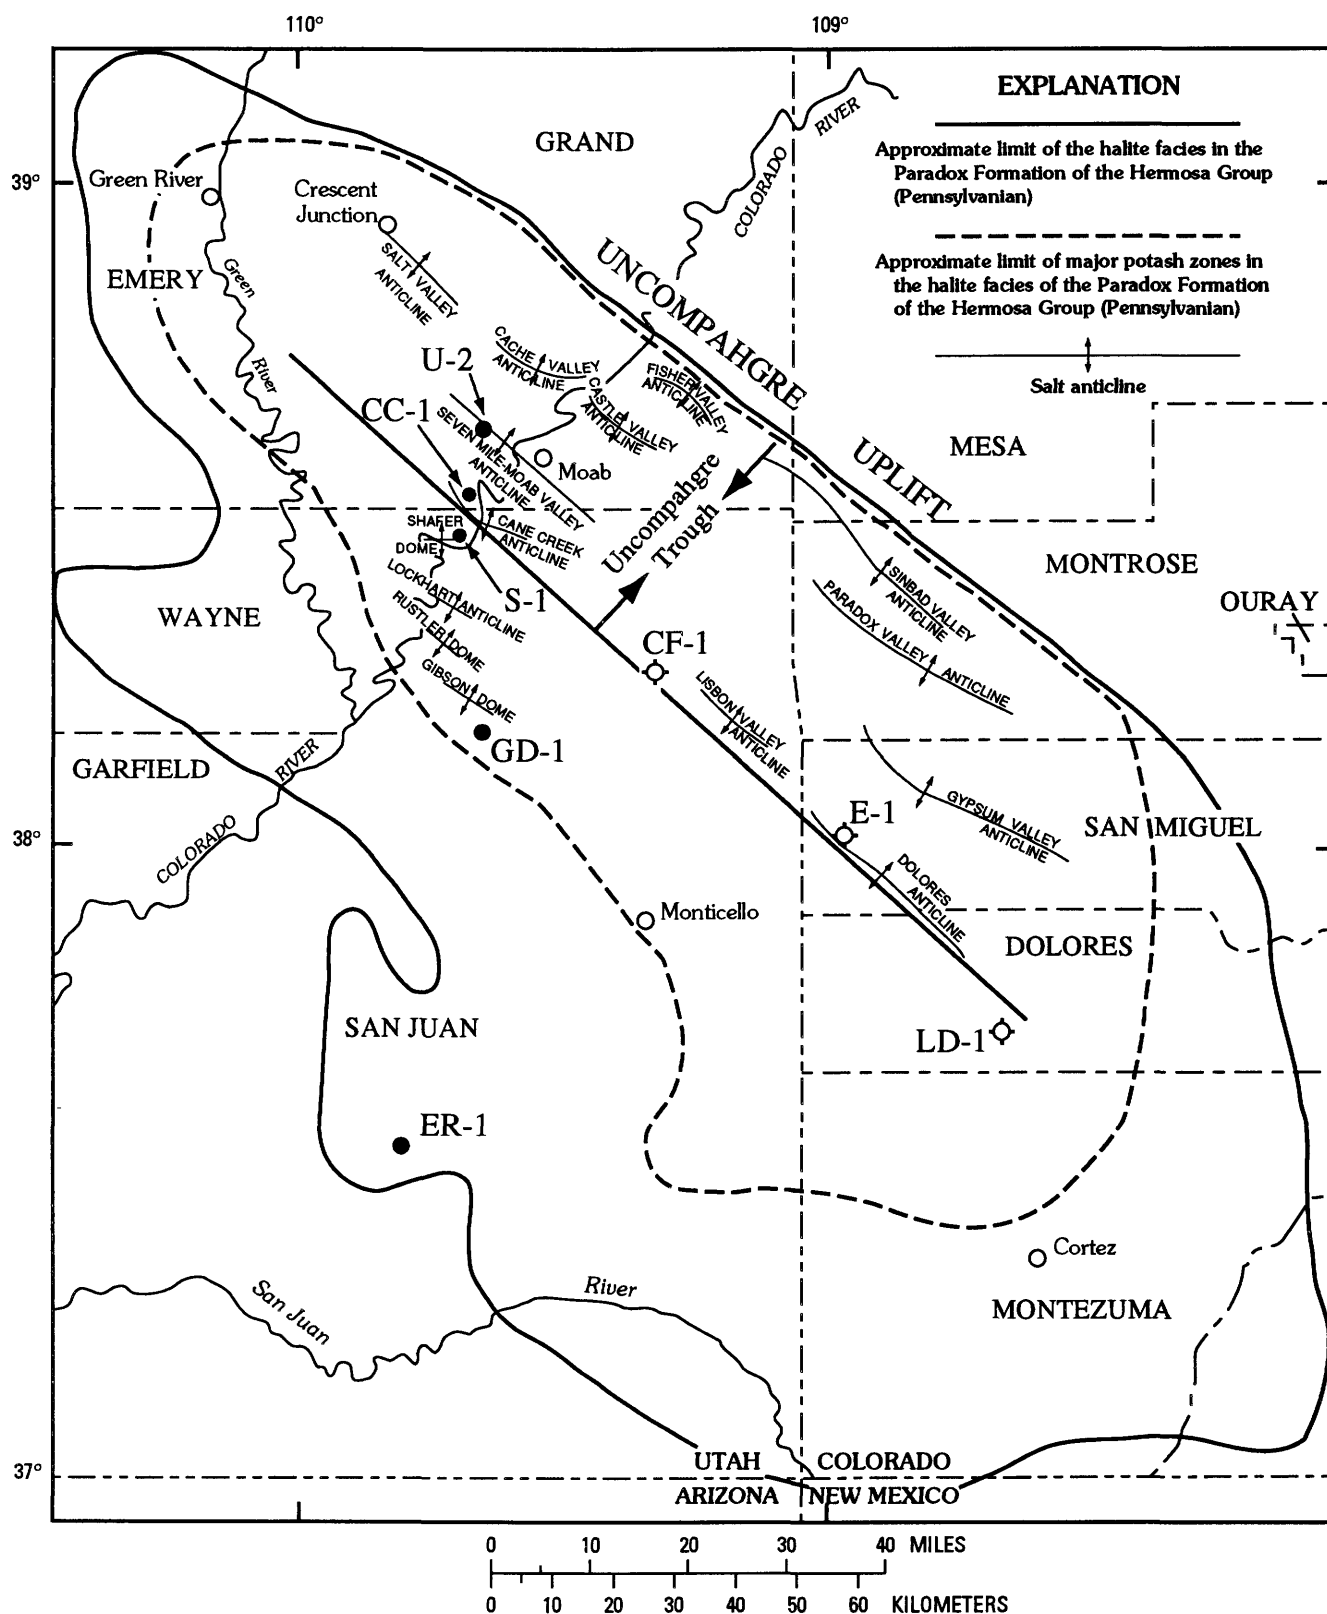 110°
109°
EXPLANATION
Approximate limit of the halite facies in the
Paradox Formation of the Hermosa Group
(Pennsylvanian)
Approximate limit of major potash zones in
the halite facies of the Paradox Formation
of the Hermosa Group (Pennsylvanian)
Salt anticline
GRAND
COLORADO
RIVER
39°
Green River
Crescent
Junction
EMERY
Green
River
SALT VALLEY
ANTICLINE
UNCOMPAHGRE
UPLIFT
CACHE VALLEY
ANTICLINE
FISHER VALLEY
ANTICLINE
CASTLE VALLEY
ANTICLINE
U-2
CC-1
SEVEN MILE-MOAB VALLEY
ANTICLINE
Moab
MESA
Uncompahgre
Trough
SHAFER
DOME
CANE CREEK
ANTICLINE
S-1
LOCKHART ANTICLINE
RUSTLER DOME
GIBSON DOME
GD-1
WAYNE
MONTROSE
OURAY
SINBAD VALLEY
ANTICLINE
PARADOX VALLEY
ANTICLINE
CF-1
LISBON VALLEY
ANTICLINE
GARFIELD
COLORADO
RIVER
38°
E-1
GYPSUM VALLEY
ANTICLINE
SAN MIGUEL
DOLORES
ANTICLINE
Monticello
DOLORES
SAN JUAN
LD-1
ER-1
Cortez
MONTEZUMA
San Juan
River
37°
UTAH
COLORADO
ARIZONA
NEW MEXICO
0 10 20 30 40 MILES
0 10 20 30 40 50 60 KILOMETERS